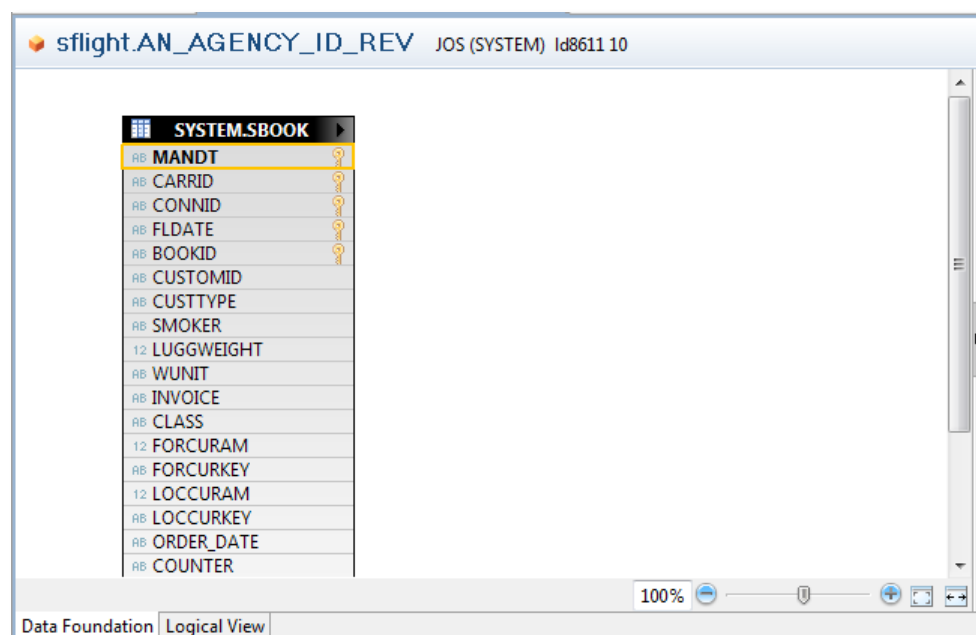 sflight.AN_AGENCY_ID_REV JOS (SYSTEM) ld8611 10
SYSTEM.SBOOK
AB MANDT
AB CARRID
AB CONNID
AB FLDATE
AB BOOKID
AB CUSTOMID
AB CUSTTYPE
AB SMOKER
12 LUGGWEIGHT
AB WUNIT
AB INVOICE
AB CLASS
12 FORCURAM
AB FORCURKEY
12 LOCCURAM
AB LOCCURKEY
AB ORDER_DATE
AB COUNTER
100%
Data Foundation Logical View